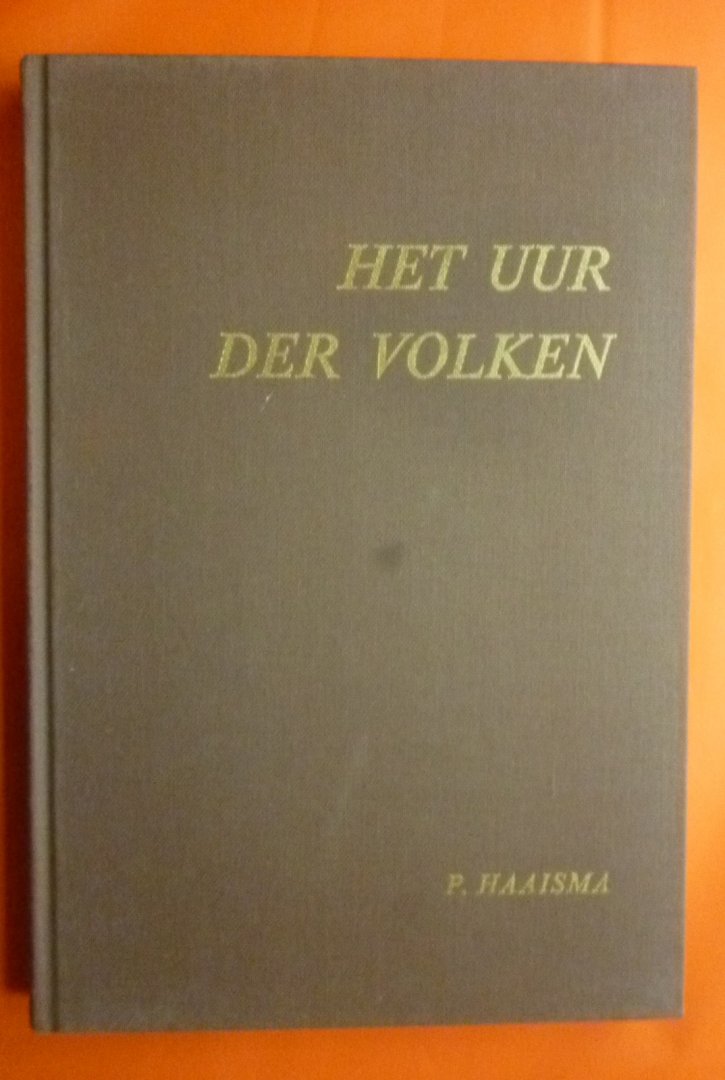 HET UUR
DER VOLKEN
P. HAAISMA